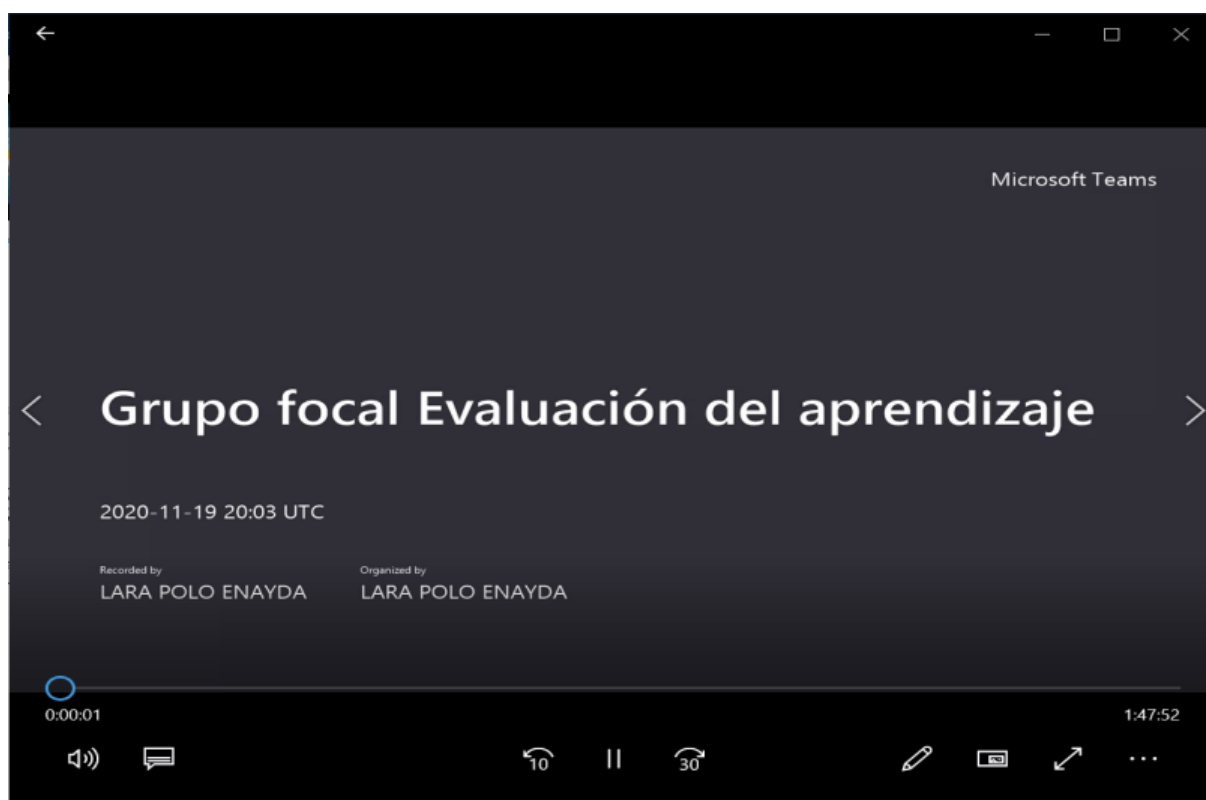 Microsoft Teams
Grupo focal Evaluación del aprendizaje
2020-11-19 20:03 UTC
Recorded by
LARA POLO ENAYDA
Organized by
LARA POLO ENAYDA
0:00:01
1:47:52
10
30